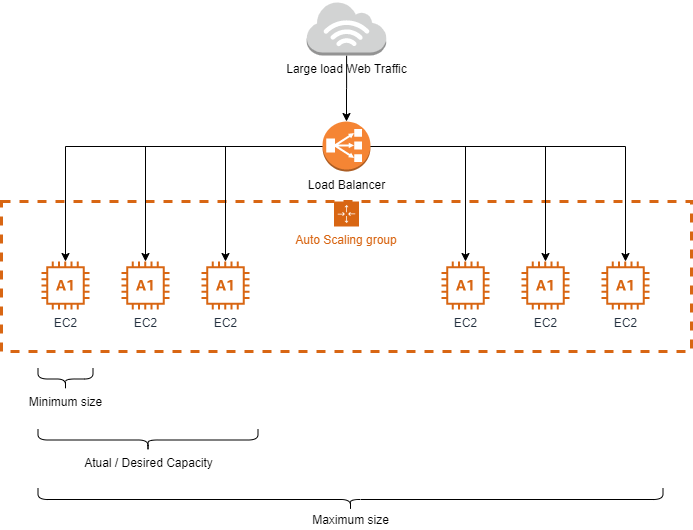 Large load Web Traffic
Load Balancer
Auto Scaling group
A1 A1 A1 A1 A1 A1
EC2 EC2 EC2 EC2 EC2 EC2
Minimum size
Atual / Desired Capacity
Maximum size